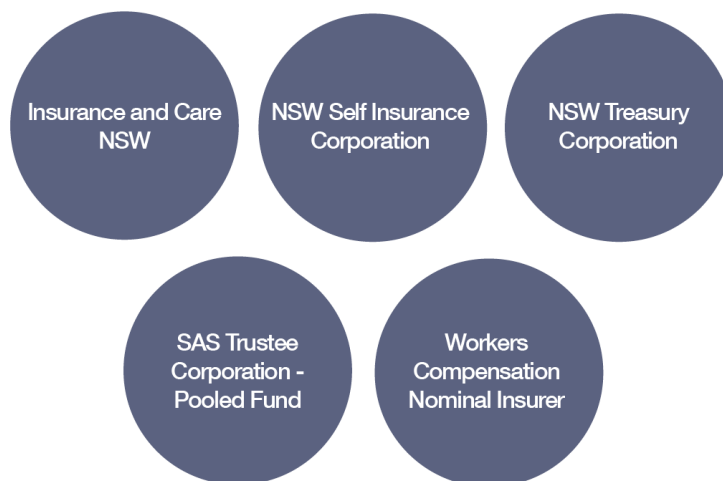 Insurance and Care
NSW
NSW Self Insurance
Corporation
NSW Treasury
Corporation
SAS Trustee
Corporation -
Pooled Fund
Workers
Compensation
Nominal Insurer